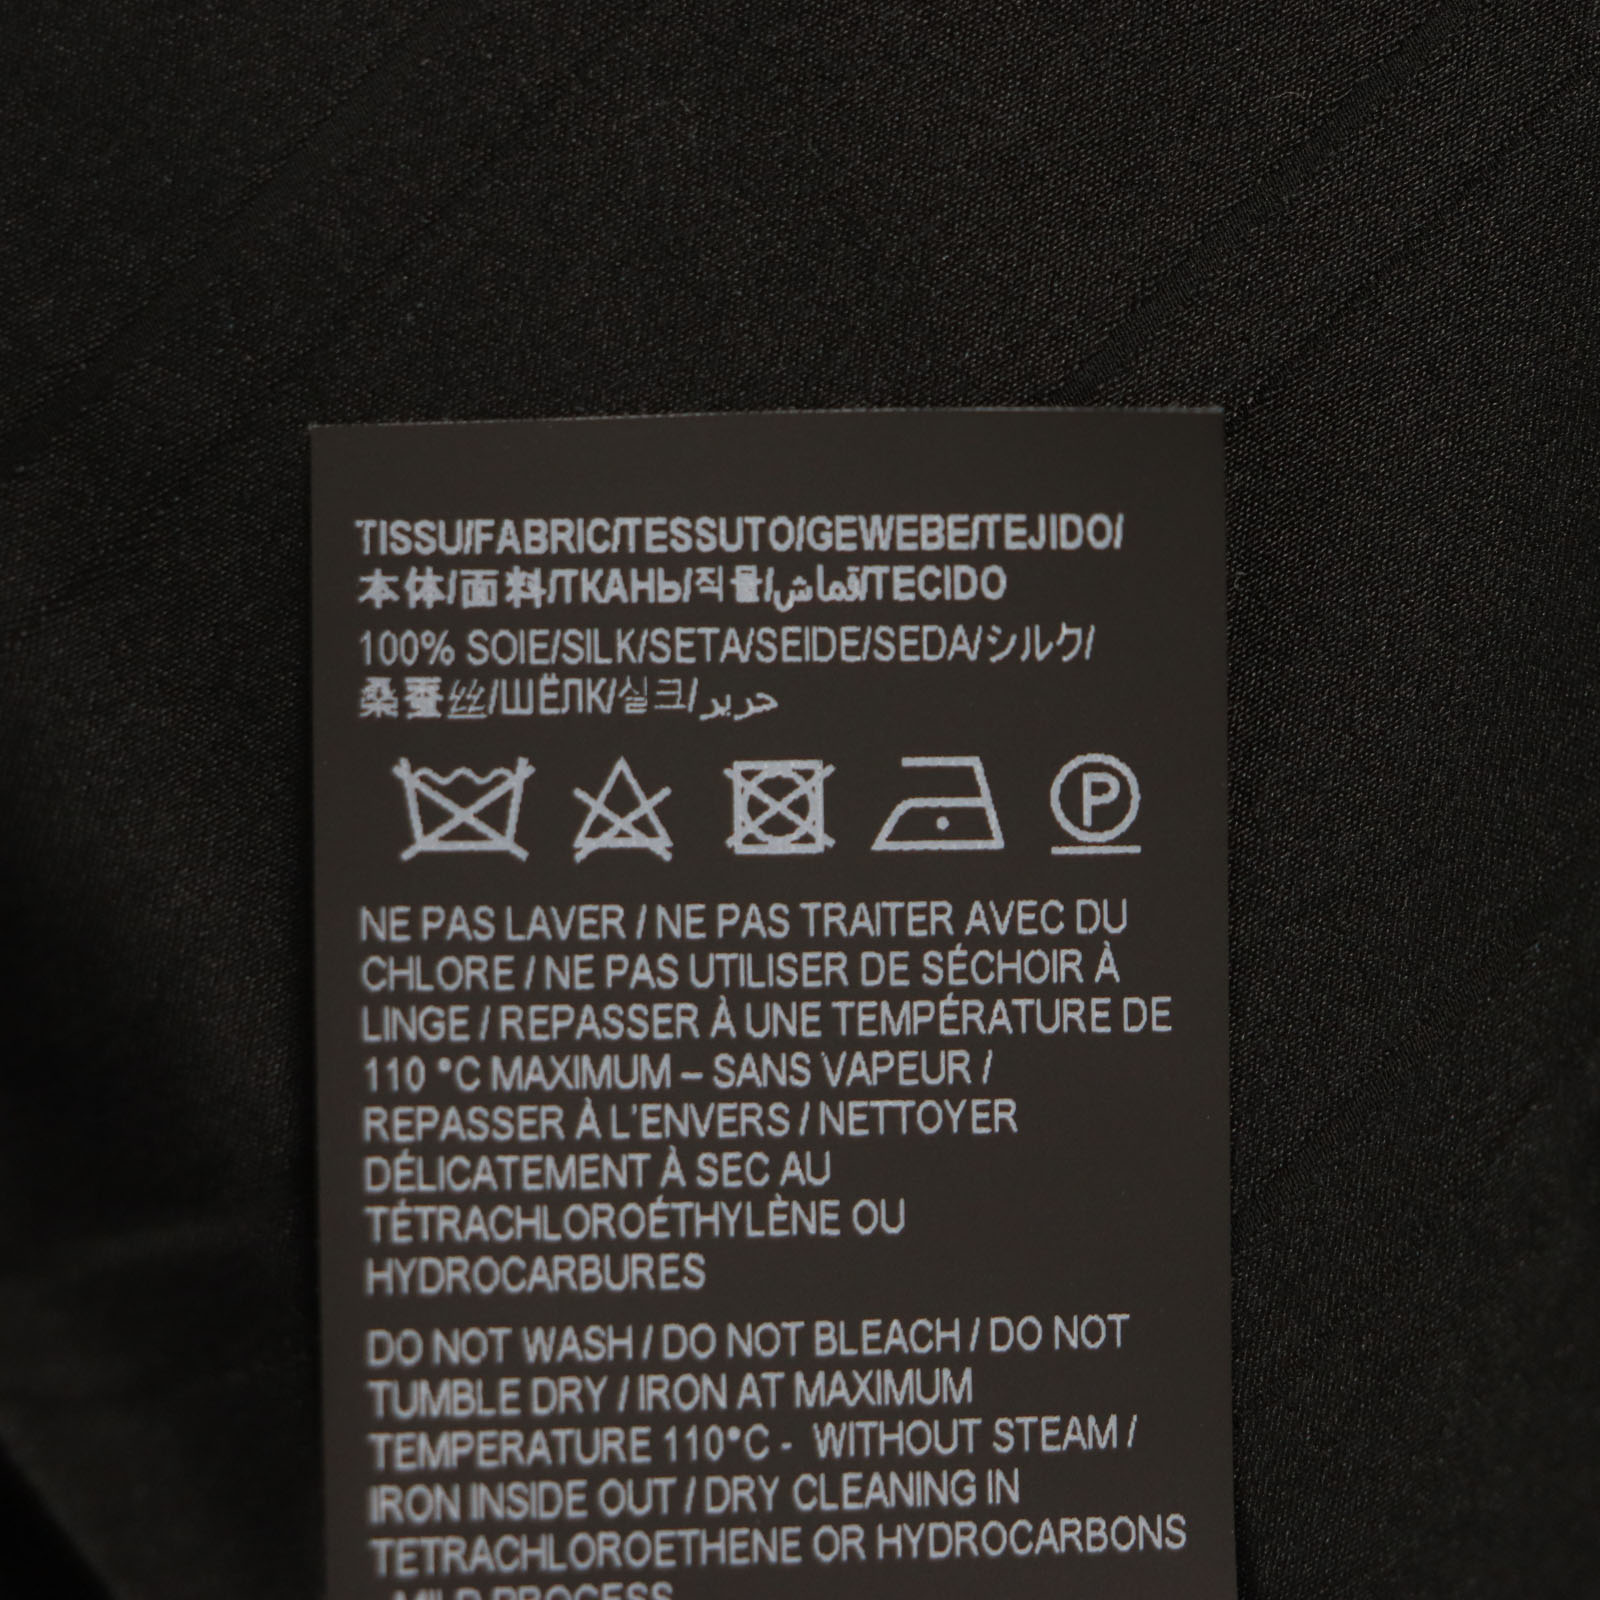 TISSU/FABRIC/TESSUTO/GEWEBE/TEJIDO/
本体/面料/ТКАНЬ/직물/قماش/TECIDO
100% SOIE/SILK/SETA/SEIDE/SEDA/シルク/
桑蚕丝/ШЁЛК/실크/حرير
P
NE PAS LAVER / NE PAS TRAITER AVEC DU
CHLORE / NE PAS UTILISER DE SÉCHOIR À
LINGE / REPASSER À UNE TEMPÉRATURE DE
110 °C MAXIMUM – SANS VAPEUR /
REPASSER À L'ENVERS / NETTOYER
DÉLICATEMENT À SEC AU
TÉTRACHLOROÉTHYLÈNE OU
HYDROCARBURES
DO NOT WASH / DO NOT BLEACH / DO NOT
TUMBLE DRY / IRON AT MAXIMUM
TEMPERATURE 110°C - WITHOUT STEAM /
IRON INSIDE OUT / DRY CLEANING IN
TETRACHLOROETHENE OR HYDROCARBONS
- MILD PROCESS